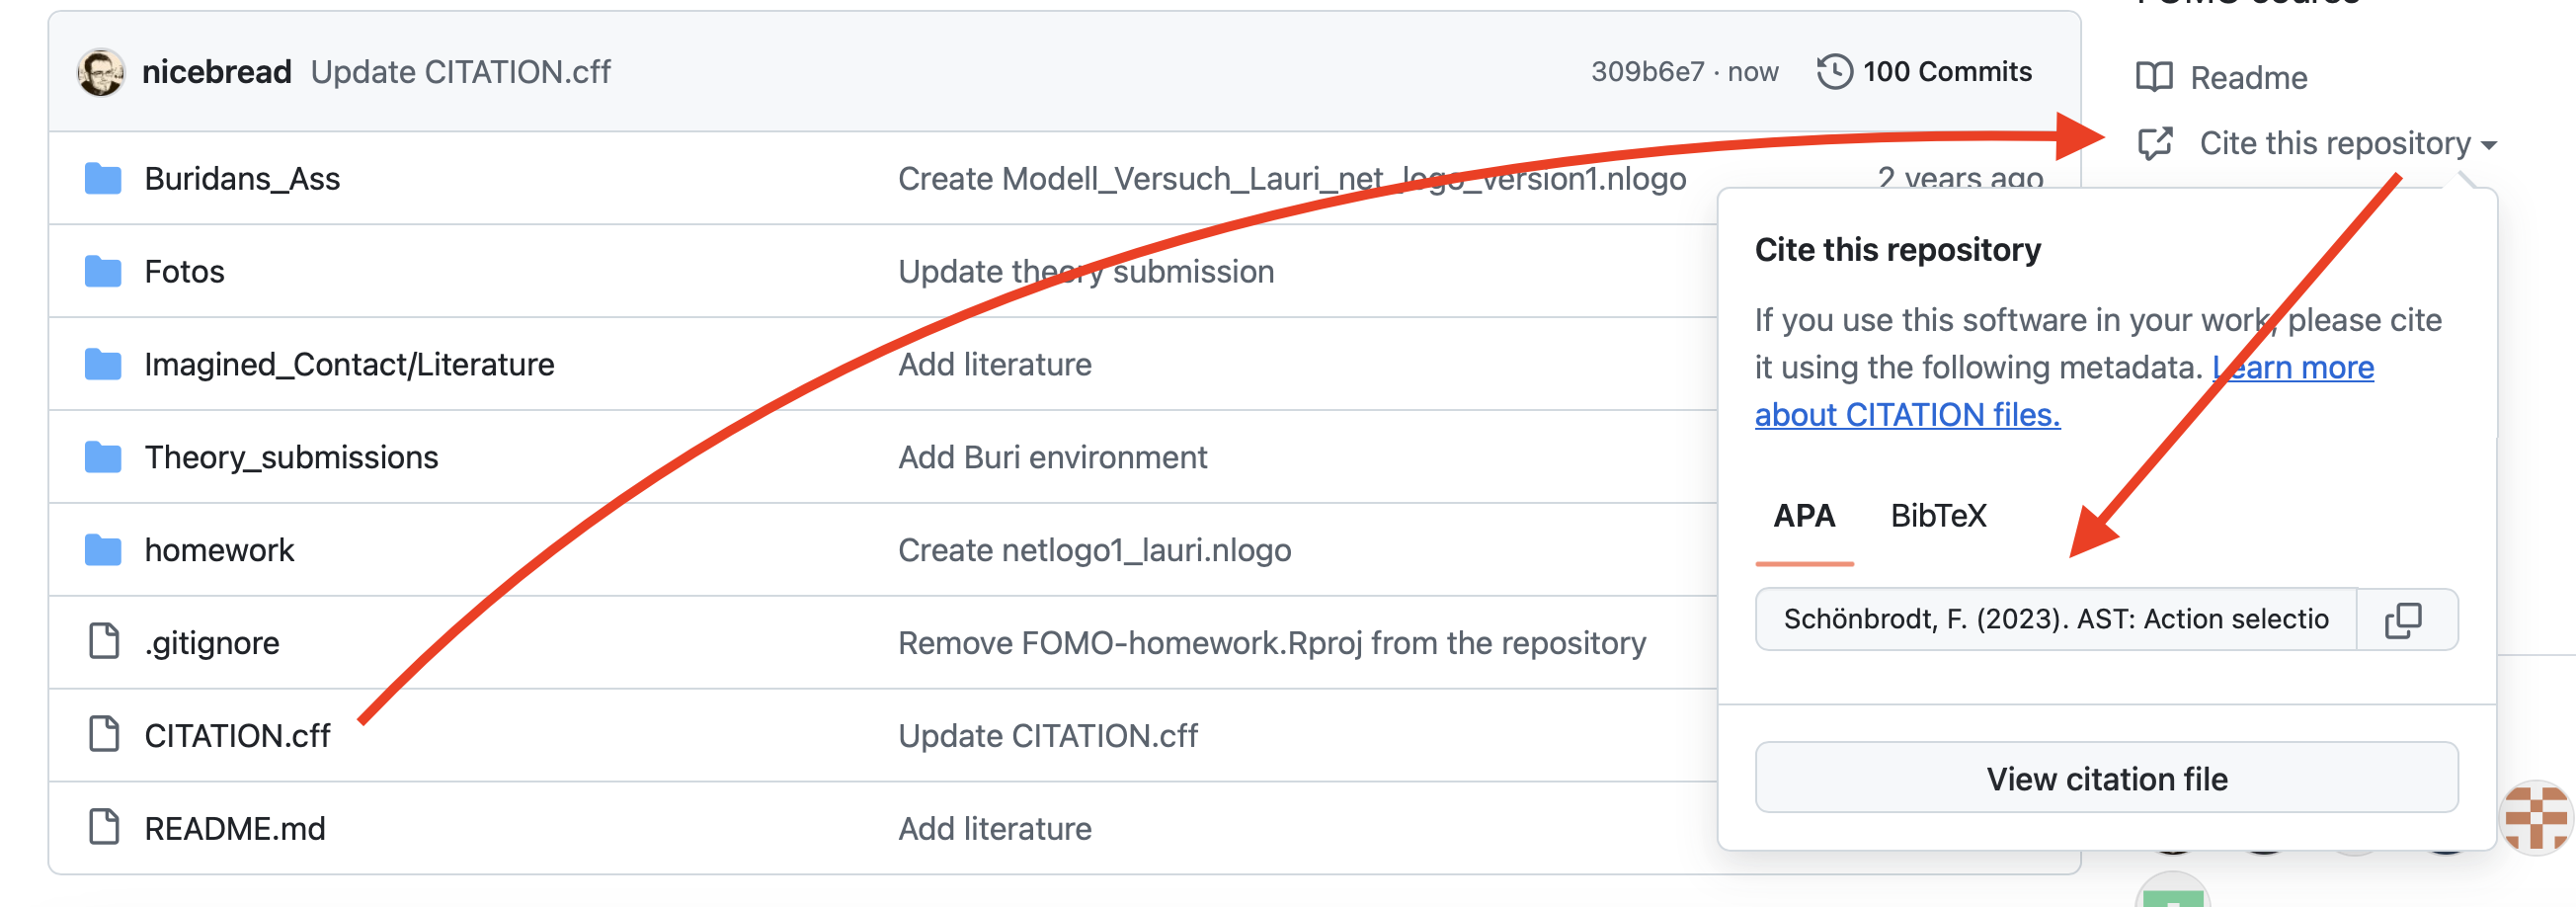 FOMO course
nicebread Update CITATION.cff 309b6e7 · now 100 Commits
Readme
Cite this repository
Buridans_Ass Create Modell_Versuch_Lauri_net_logo_version1.nlogo 2 years ago
Fotos Update theory submission
Imagined_Contact/Literature Add literature
Theory_submissions Add Buri environment
homework Create netlogo1_lauri.nlogo
.gitignore Remove FOMO-homework.Rproj from the repository
CITATION.cff Update CITATION.cff
README.md Add literature
Cite this repository
If you use this software in your work, please cite
it using the following metadata. Learn more
about CITATION files.
APA BibTeX
Schönbrodt, F. (2023). AST: Action selectio
View citation file